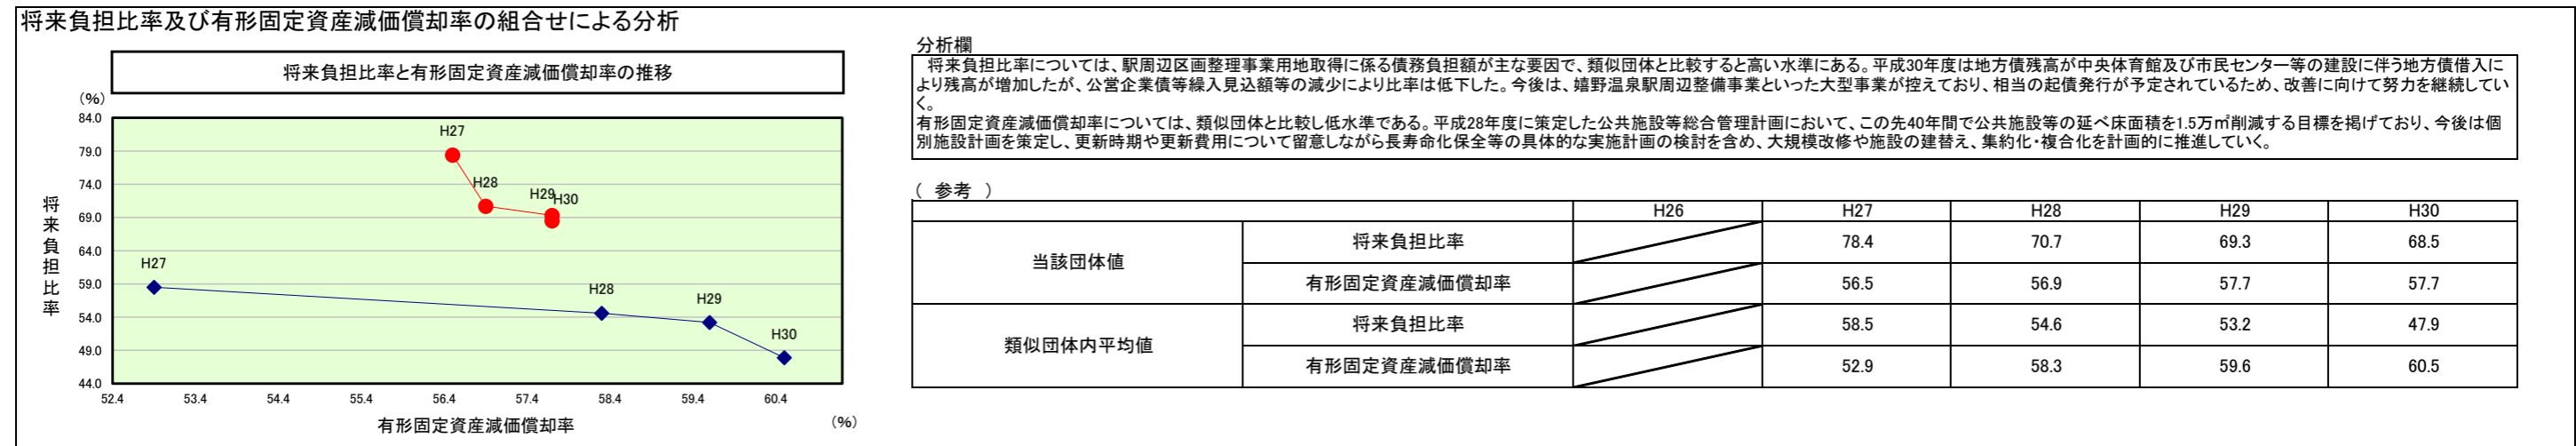 将来負担比率及び有形固定資産減価償却率の組合せによる分析
将来負担比率と有形固定資産減価償却率の推移
(%)
84.0
79.0
74.0
69.0
64.0
59.0
54.0
49.0
44.0
将来負担比率
H27
H28
H29
H30
H27
H28
H29
H30
52.4 53.4 54.4 55.4 56.4 57.4 58.4 59.4 60.4
有形固定資産減価償却率
(%)
分析欄
将来負担比率については、駅周辺区画整理事業用地取得に係る債務負担額が主な要因で、類似団体と比較すると高い水準にある。平成30年度は地方債残高が中央体育館及び市民センター等の建設に伴う地方債借入に
より残高が増加したが、公営企業債等繰入見込額等の減少により比率は低下した。今後は、嬉野温泉駅周辺整備事業といった大型事業が控えており、相当の起債発行が予定されているため、改善に向けて努力を継続してい
く。
有形固定資産減価償却率については、類似団体と比較し低水準である。平成28年度に策定した公共施設等総合管理計画において、この先40年間で公共施設等の延べ床面積を1.5万㎡削減する目標を掲げており、今後は個
別施設計画を策定し、更新時期や更新費用について留意しながら長寿命化保全等の具体的な実施計画の検討を含め、大規模改修や施設の建替え、集約化・複合化を計画的に推進していく。
( 参考 )
H26 H27 H28 H29 H30
当該団体値
将来負担比率 78.4 70.7 69.3 68.5
有形固定資産減価償却率 56.5 56.9 57.7 57.7
類似団体内平均値
将来負担比率 58.5 54.6 53.2 47.9
有形固定資産減価償却率 52.9 58.3 59.6 60.5